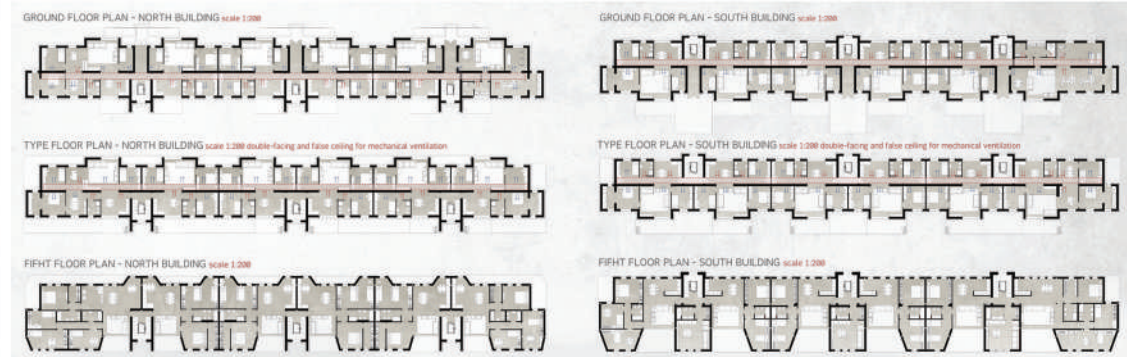 GROUND FLOOR PLAN - NORTH BUILDING scale 1:200
GROUND FLOOR PLAN - SOUTH BUILDING scale 1:200
TYPE FLOOR PLAN - NORTH BUILDING scale 1:200 double-facing and false ceiling for mechanical ventilation
TYPE FLOOR PLAN - SOUTH BUILDING scale 1:200 double-facing and false ceiling for mechanical ventilation
FIFHT FLOOR PLAN - NORTH BUILDING scale 1:200
FIFHT FLOOR PLAN - SOUTH BUILDING scale 1:200